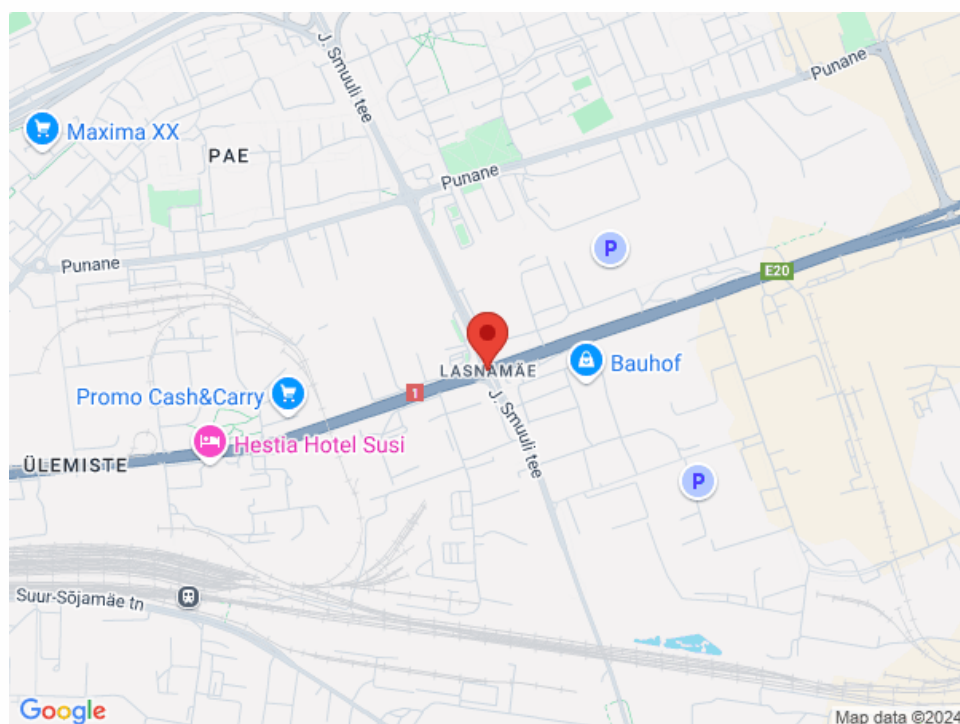 J. Smuuli tee
Punane
Maxima XX
PAE
Punane
Punane
P
E20
LASNAMÄE
Bauhof
1
Promo Cash&Carry
J. Smuuli tee
Hestia Hotel Susi
ÜLEMISTE
P
Suur-Sõjamäe tn
Google
Map data ©2024